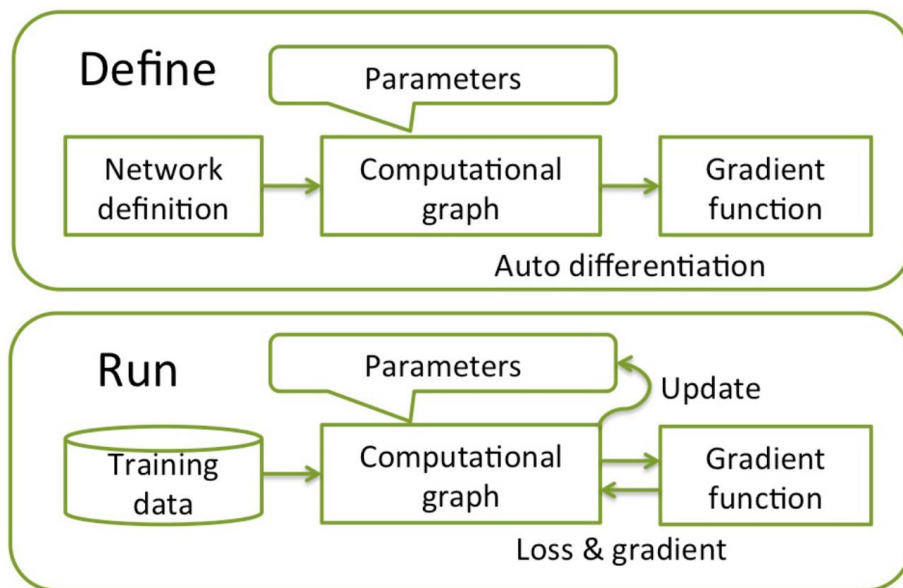 Define
Parameters
Network
definition
Computational
graph
Gradient
function
Auto differentiation
Run
Parameters
Update
Training
data
Computational
graph
Gradient
function
Loss & gradient